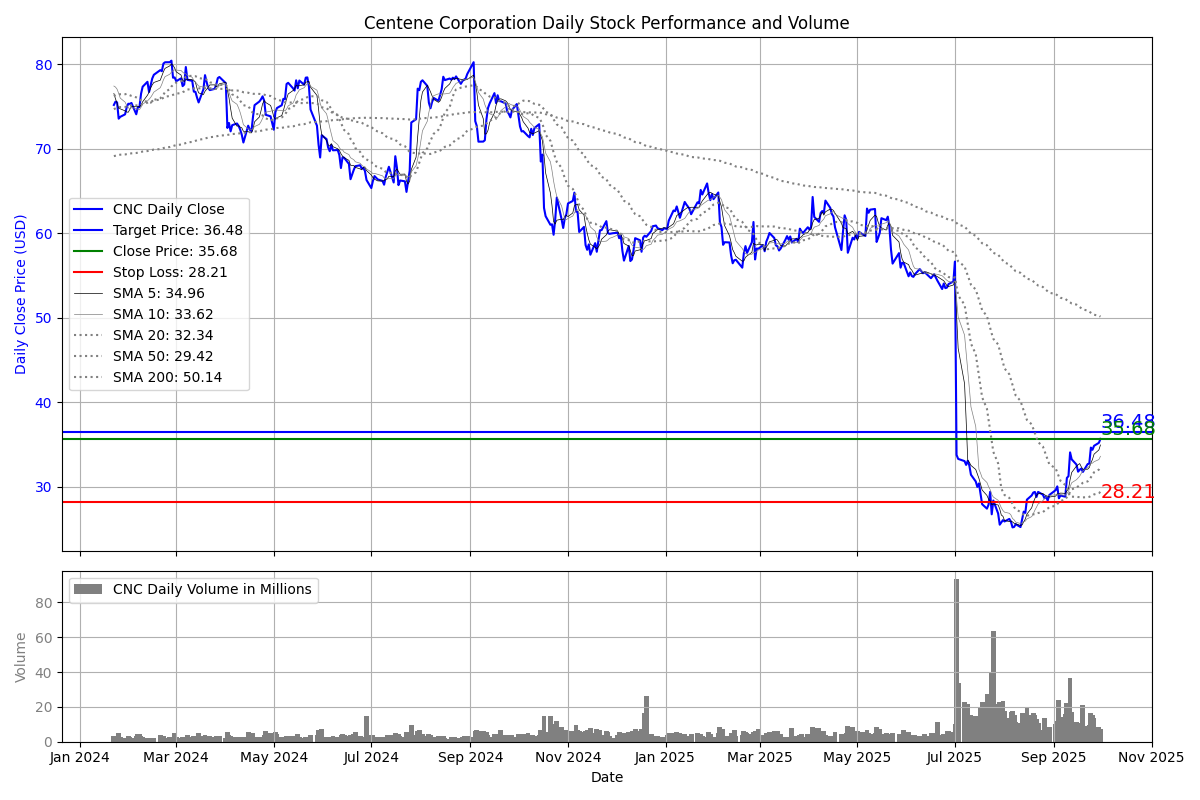 Centene Corporation Daily Stock Performance and Volume
Daily Close Price (USD)
80
70
60
50
40
30
CNC Daily Close
Target Price: 36.48
Close Price: 35.68
Stop Loss: 28.21
SMA 5: 34.96
SMA 10: 33.62
SMA 20: 32.34
SMA 50: 29.42
SMA 200: 50.14
36.48
35.68
28.21
CNC Daily Volume in Millions
Volume
80
60
40
20
0
Jan 2024 Mar 2024 May 2024 Jul 2024 Sep 2024 Nov 2024 Jan 2025 Mar 2025 May 2025 Jul 2025 Sep 2025 Nov 2025
Date